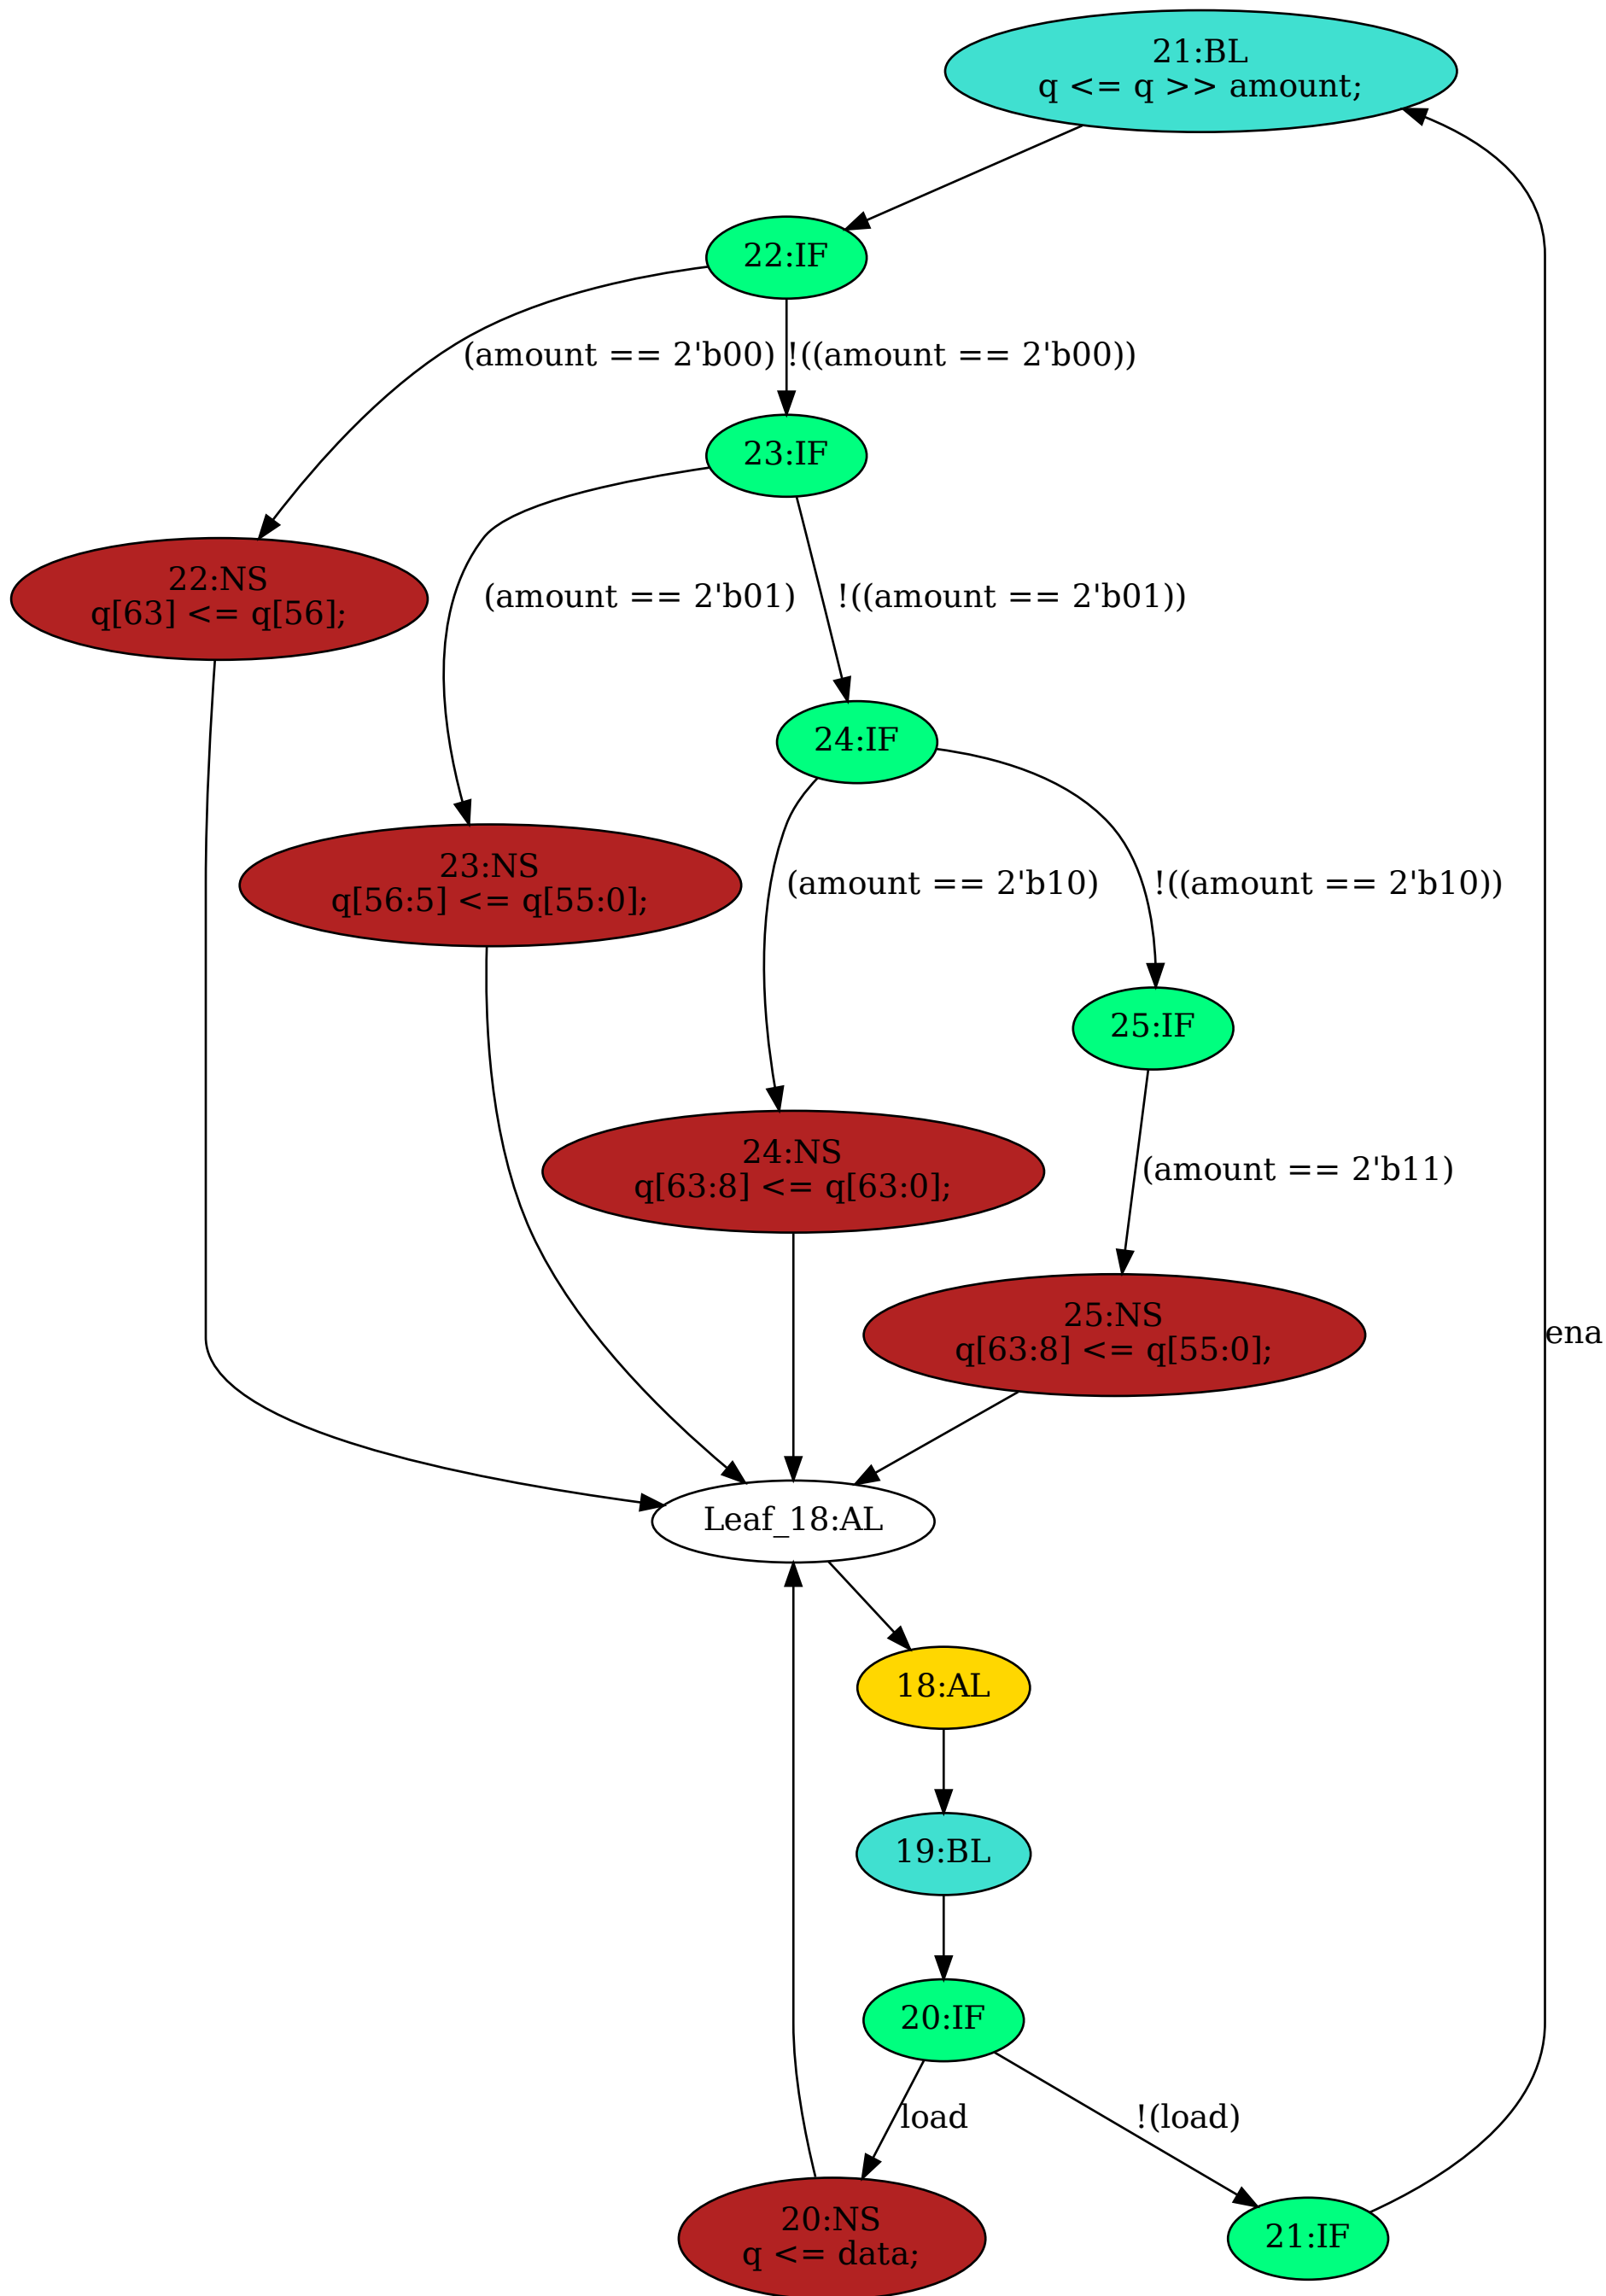 21:BL
q <= q >> amount;
22:IF
(amount == 2'b00)
!((amount == 2'b00))
23:IF
22:NS
q[63] <= q[56];
(amount == 2'b01)
!((amount == 2'b01))
24:IF
23:NS
q[56:5] <= q[55:0];
(amount == 2'b10)
!((amount == 2'b10))
25:IF
24:NS
q[63:8] <= q[63:0];
(amount == 2'b11)
25:NS
q[63:8] <= q[55:0];
ena
Leaf_18:AL
18:AL
19:BL
20:IF
load
!(load)
20:NS
q <= data;
21:IF